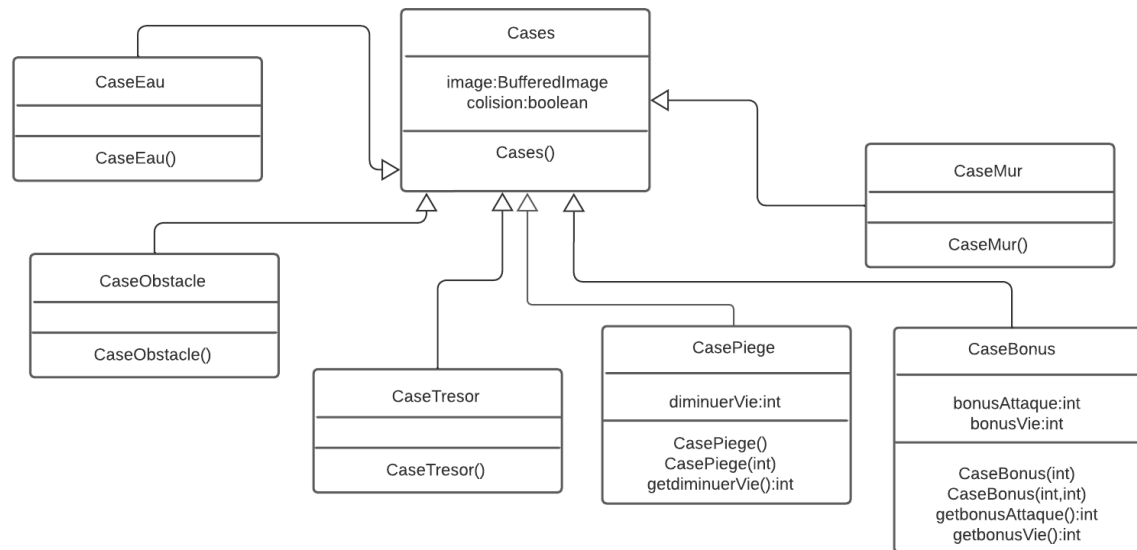 Cases
image:BufferedImage
colision:boolean
Cases()
CaseEau
CaseEau()
CaseMur
CaseMur()
CaseObstacle
CaseObstacle()
CaseTresor
CaseTresor()
CasePiege
diminuerVie:int
CasePiege()
CasePiege(int)
getdiminuerVie():int
CaseBonus
bonusAttaque:int
bonusVie:int
CaseBonus(int)
CaseBonus(int,int)
getbonusAttaque():int
getbonusVie():int